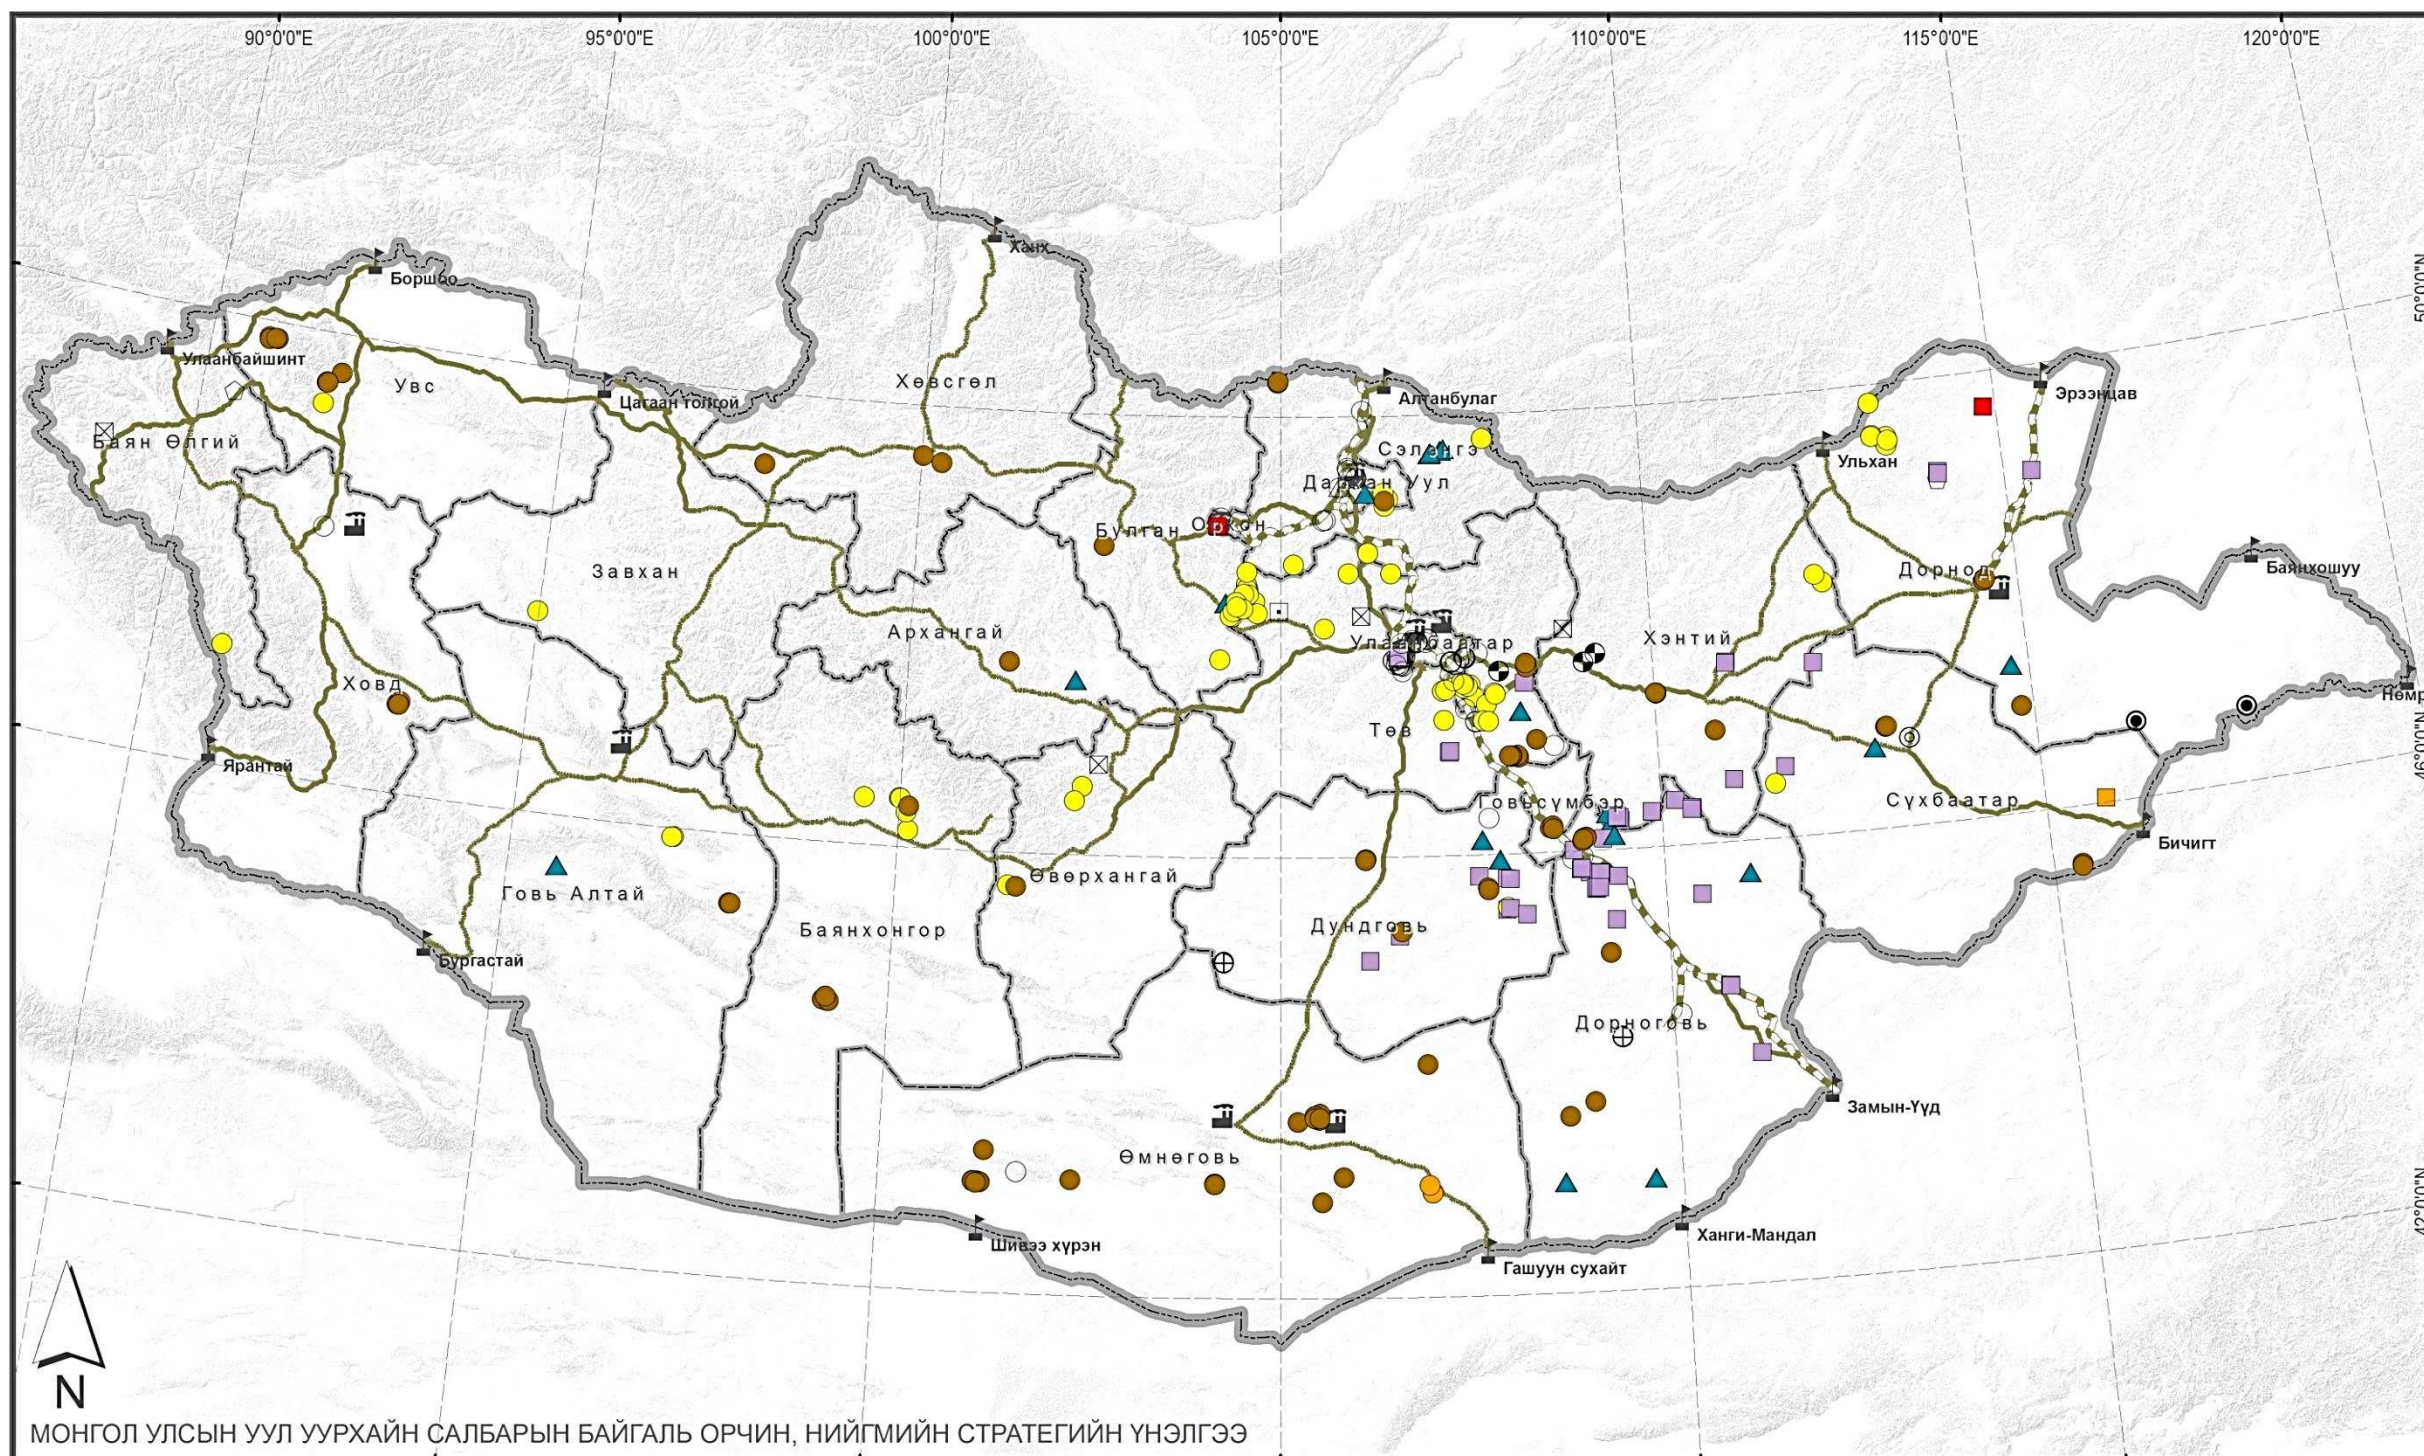 90°0'0"E
95°0'0"E
100°0'0"E
105°0'0"E
110°0'0"E
115°0'0"E
120°0'0"E
Ханх
50°0'0"N
Боршоо
Улаанбайшинт
Увс
Цагаан толгой
Хөвсгөл
Алтанбулаг
Эрээнцав
Баян Өлгий
Сэлэнгэ
Ульхан
Дархан Уул
Булган
Орхон
Завхан
Дорнод
Баянхошуу
Архангай
Улаанбаатар
Хэнтий
Ховд
Төв
Нөмрөг
46°0'0"N
Ярантай
Говьсүмбэр
Сүхбаатар
Бичигт
Говь Алтай
Өвөрхангай
Баянхонгор
Дундговь
Бургастай
Дорноговь
Замын-Үүд
Өмнөговь
42°0'0"N
Шивээ хүрэн
Ханги-Мандал
Гашуун сухайт
N
МОНГОЛ УЛСЫН УУЛ УУРХАЙН САЛБАРЫН БАЙГАЛЬ ОРЧИН, НИЙГМИЙН СТРАТЕГИЙН ҮНЭЛГЭЭ